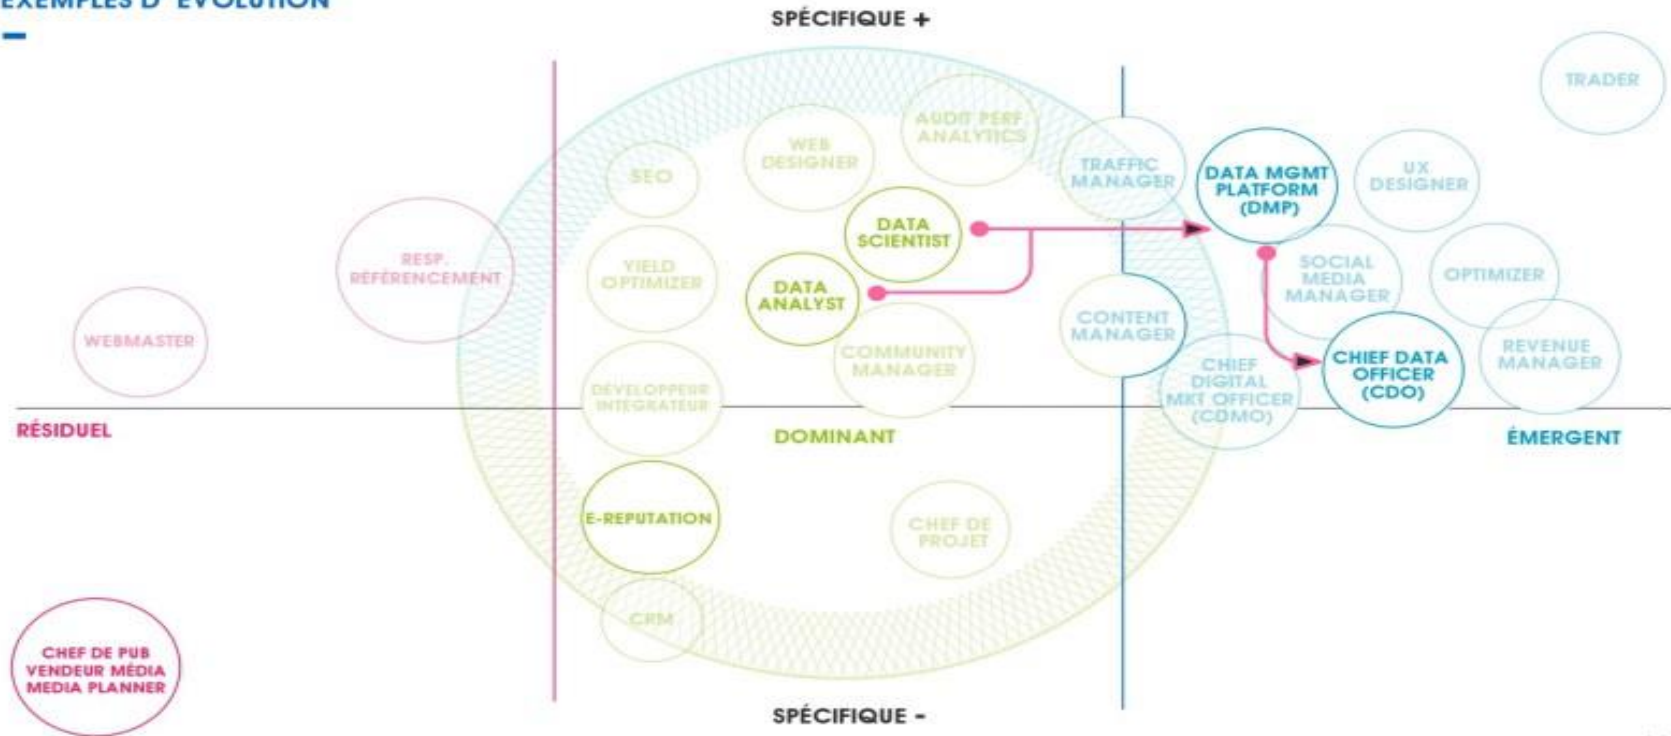 EXEMPLES D' ÉVOLUTION
SPÉCIFIQUE +
TRADER
AUDIT PERF
ANALYTICS
WEB
DESIGNER
SEO
TRAFFIC
MANAGER
DATA MGMT
PLATFORM
(DMP)
UX
DESIGNER
DATA
SCIENTIST
RESP.
RÉFÉRENCEMENT
YIELD
OPTIMIZER
DATA
ANALYST
SOCIAL
MEDIA
MANAGER
OPTIMIZER
WEBMASTER
CONTENT
MANAGER
COMMUNITY
MANAGER
REVENUE
MANAGER
CHIEF
DIGITAL
MKT OFFICER
(CDMO)
CHIEF DATA
OFFICER
(CDO)
DÉVELOPPEUR
INTÉGRATEUR
RÉSIDUEL
DOMINANT
ÉMERGENT
E-REPUTATION
CHEF DE
PROJET
CRM
CHEF DE PUB
VENDEUR MÉDIA
MEDIA PLANNER
SPÉCIFIQUE -